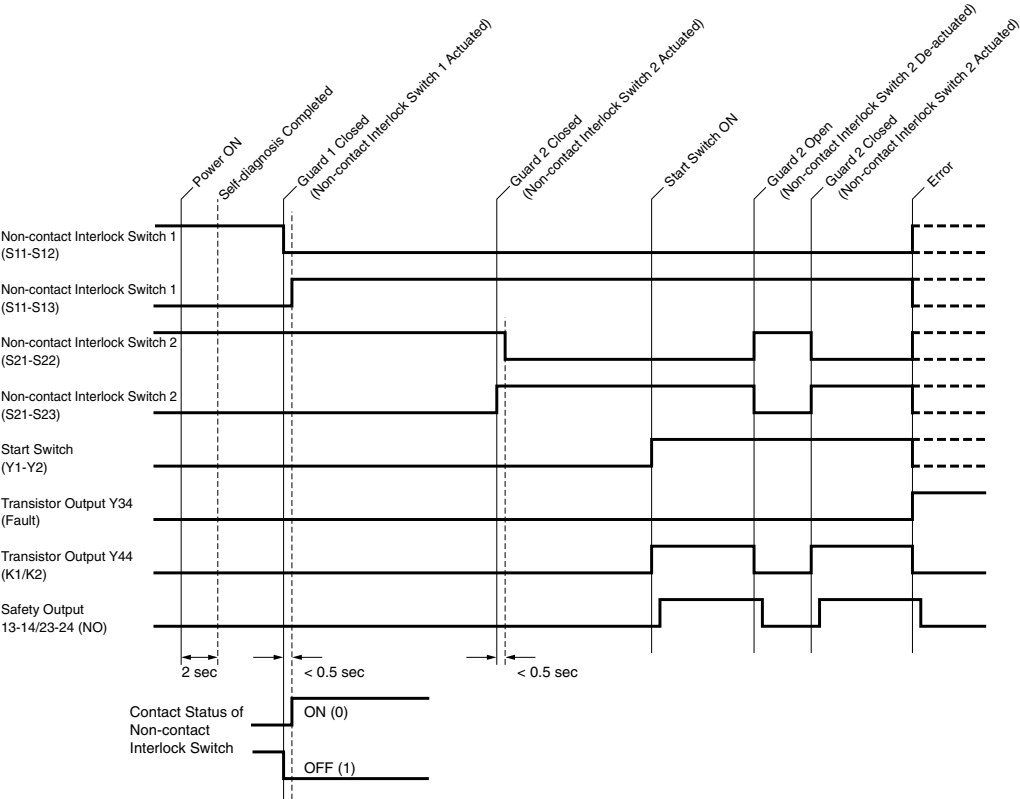 Power ON
Self-diagnosis Completed
Guard 1 Closed
(Non-contact Interlock Switch 1 Actuated)
Guard 2 Closed
(Non-contact Interlock Switch 2 Actuated)
Start Switch ON
Guard 2 Open
(Non-contact Interlock Switch 2 De-actuated)
Guard 2 Closed
(Non-contact Interlock Switch 2 Actuated)
Error
Non-contact Interlock Switch 1
(S11-S12)
Non-contact Interlock Switch 1
(S11-S13)
Non-contact Interlock Switch 2
(S21-S22)
Non-contact Interlock Switch 2
(S21-S23)
Start Switch
(Y1-Y2)
Transistor Output Y34
(Fault)
Transistor Output Y44
(K1/K2)
Safety Output
13-14/23-24 (NO)
2 sec
< 0.5 sec
< 0.5 sec
Contact Status of
Non-contact
Interlock Switch
ON (0)
OFF (1)